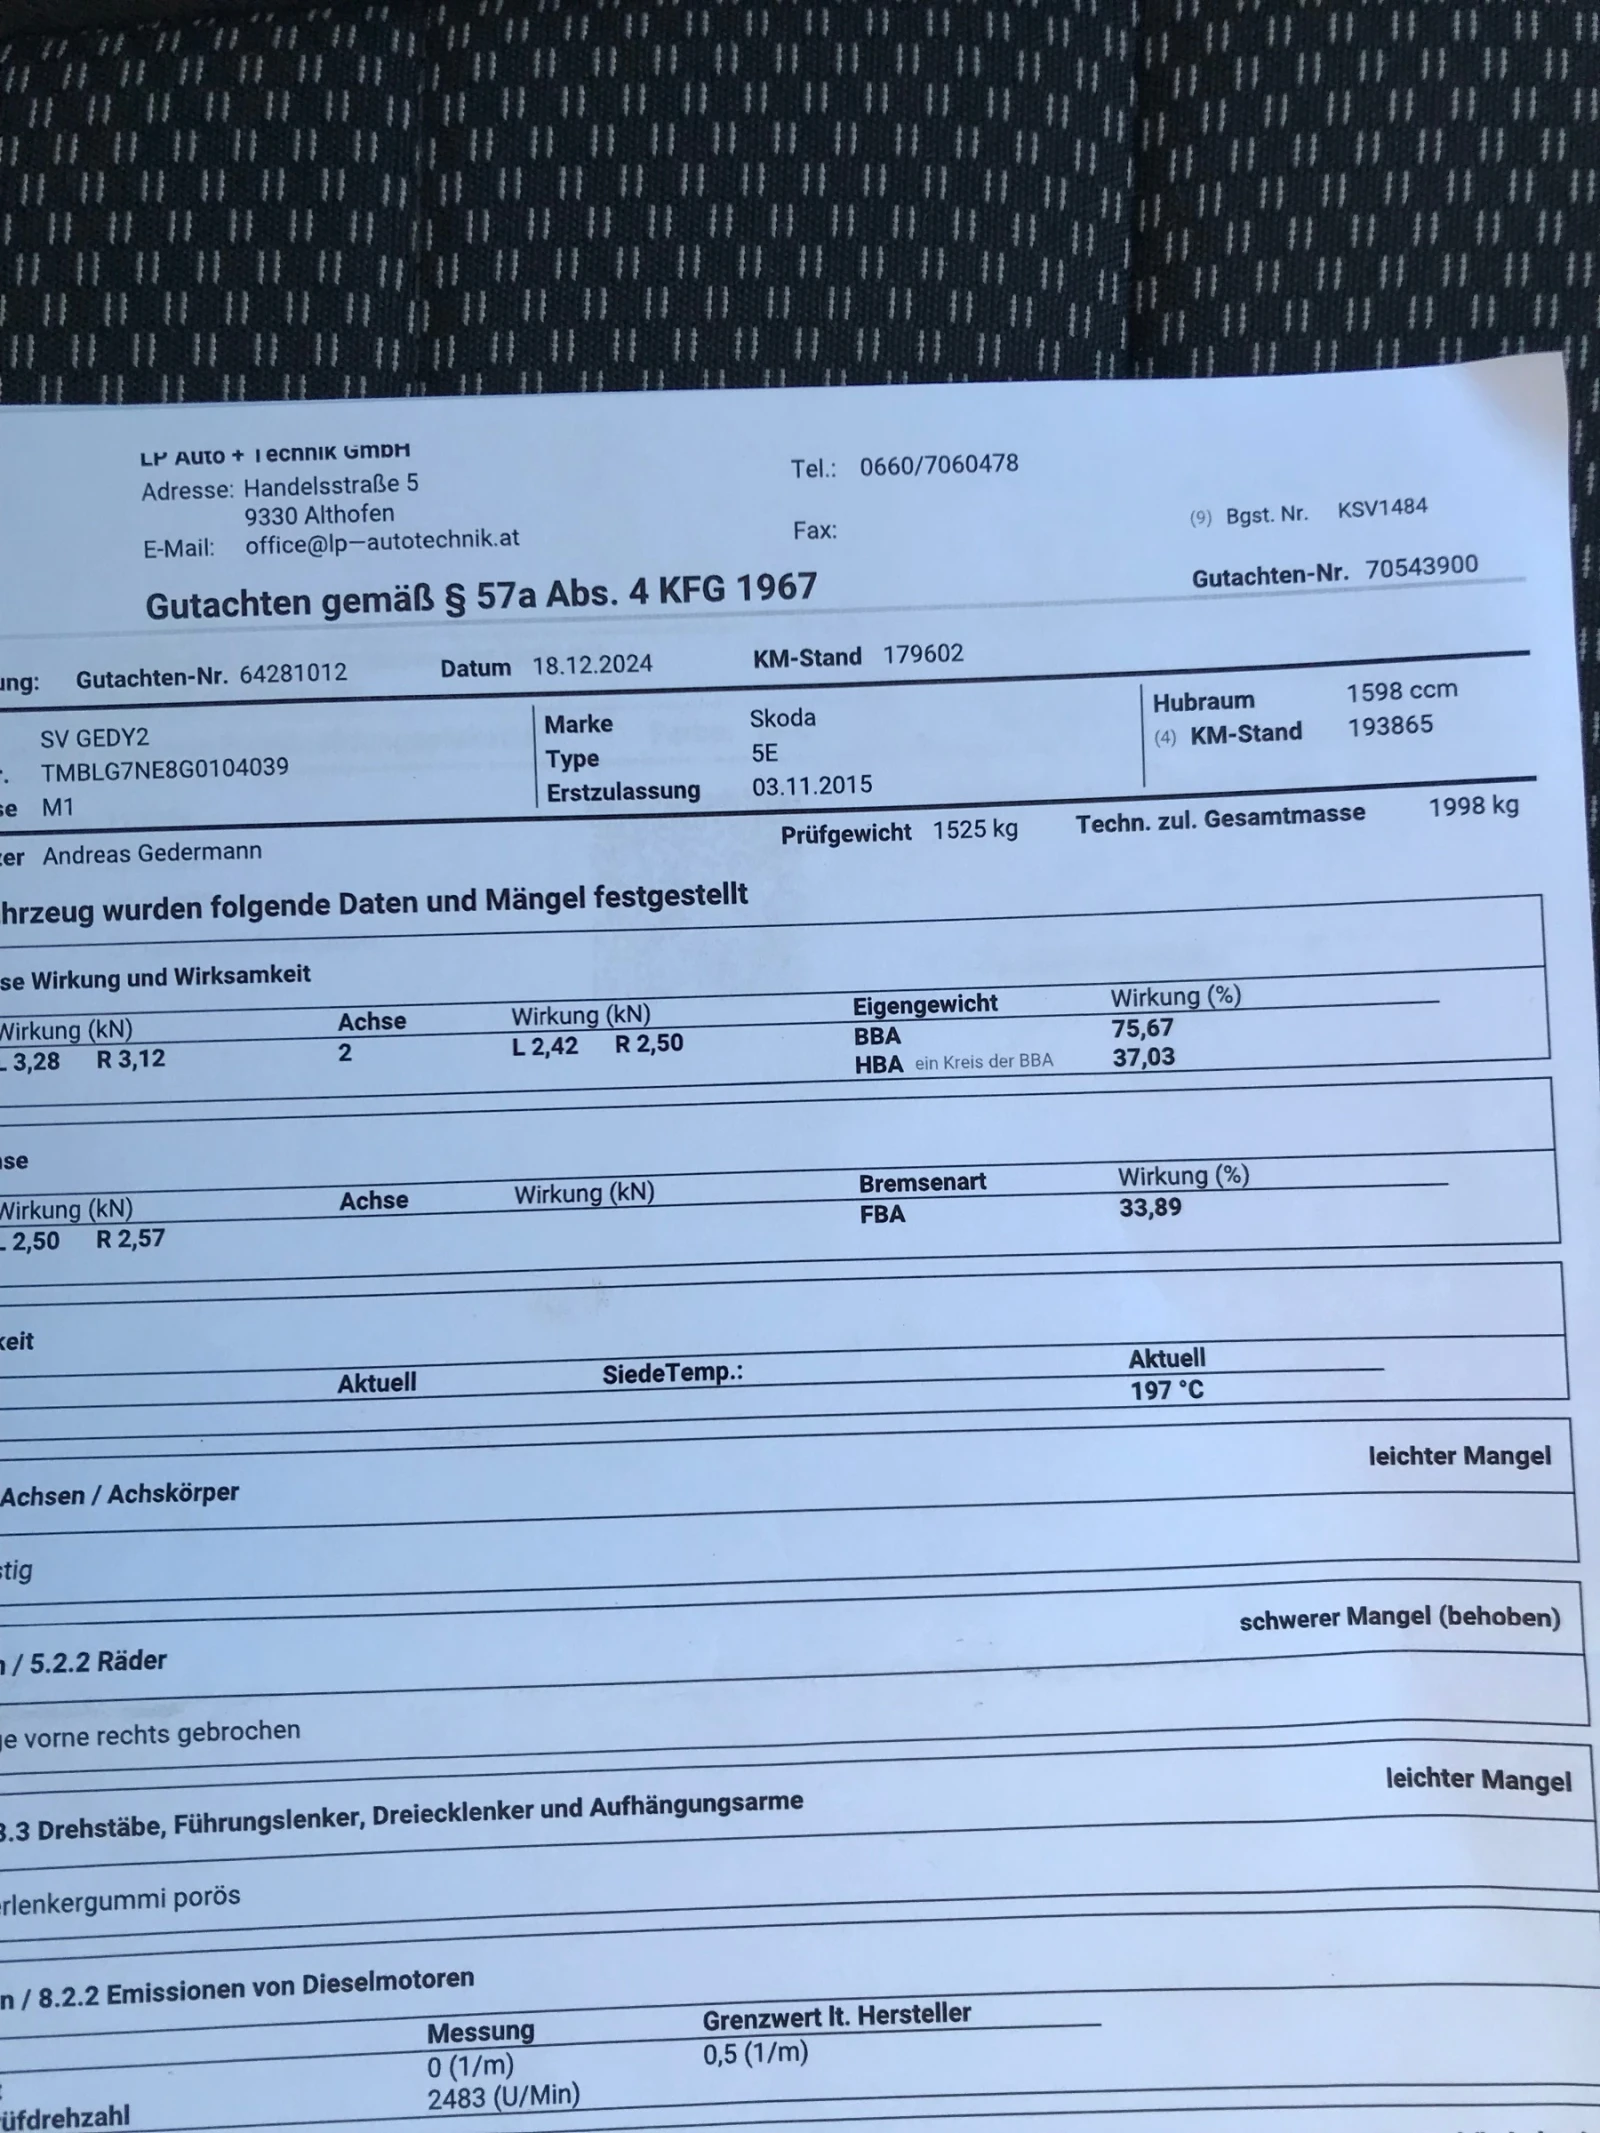 LP Auto + Technik GmbH
Adresse: Handelsstraße 5
9330 Althofen
E-Mail: office@lp-autotechnik.at
Tel.: 0660/7060478
Fax:
(9) Bgst. Nr. KSV1484
Gutachten gemäß § 57a Abs. 4 KFG 1967
Gutachten-Nr. 70543900
ung: Gutachten-Nr. 64281012 Datum 18.12.2024 KM-Stand 179602
SV GEDY2
r. TMBLG7NE8G0104039
se M1
Marke Skoda
Type 5E
Erstzulassung 03.11.2015
Hubraum 1598 ccm
(4) KM-Stand 193865
zer Andreas Gedermann
Prüfgewicht 1525 kg Techn. zul. Gesamtmasse 1998 kg
hrzeug wurden folgende Daten und Mängel festgestellt
se Wirkung und Wirksamkeit
Wirkung (kN) Achse Wirkung (kN) Eigengewicht Wirkung (%)
L 3,28 R 3,12 2 L 2,42 R 2,50 BBA 75,67
HBA ein Kreis der BBA 37,03
se
Wirkung (kN) Achse Wirkung (kN) Bremsenart Wirkung (%)
L 2,50 R 2,57 FBA 33,89
keit
Aktuell SiedeTemp.: Aktuell
197 °C
leichter Mangel
Achsen / Achskörper
stig
schwerer Mangel (behoben)
n / 5.2.2 Räder
ge vorne rechts gebrochen
leichter Mangel
3.3 Drehstäbe, Führungslenker, Dreiecklenker und Aufhängungsarme
erlenkergummi porös
n / 8.2.2 Emissionen von Dieselmotoren
Messung Grenzwert lt. Hersteller
0 (1/m) 0,5 (1/m)
2483 (U/Min)
üfdrehzahl